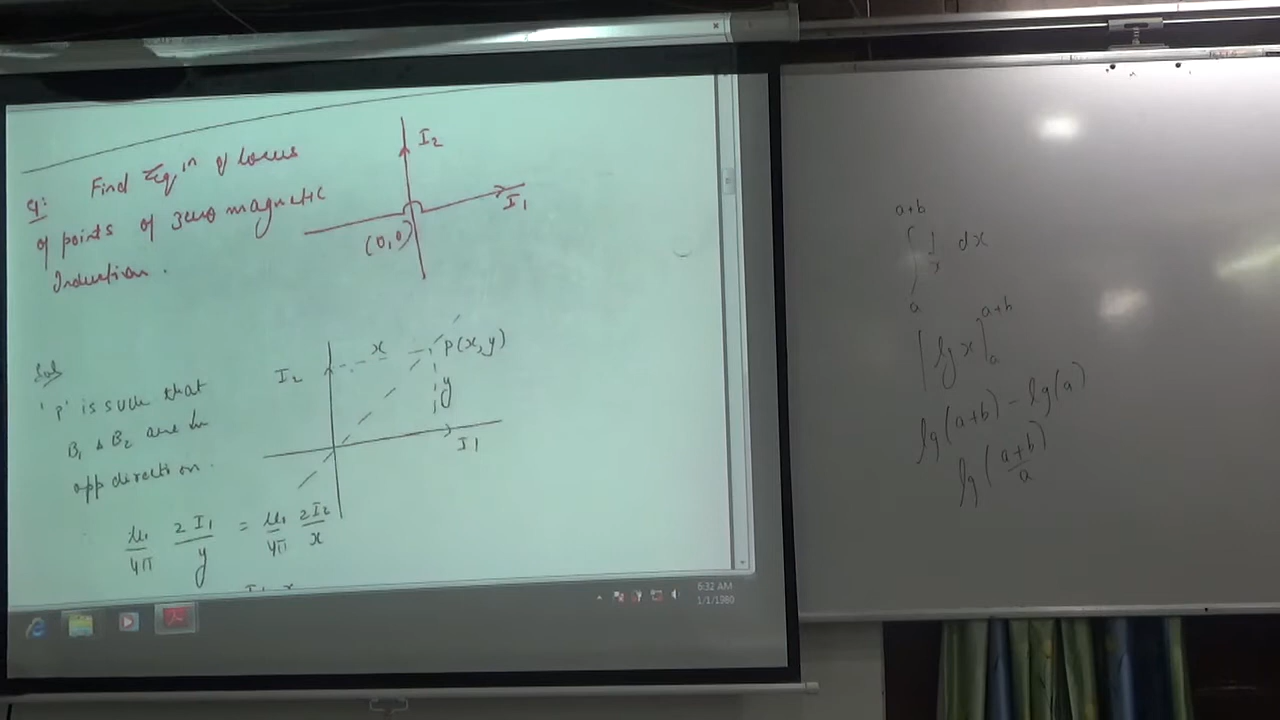 Q: Find Eqⁿ of locus
of points of zero magnetic
Induction.
I₂
I₁
(0,0)
Sol
'P' is such that
B₁ & B₂ are in
opp direction.
I₂
x
P(x,y)
y
I₁
μ₀/4π 2I₁/y = μ₀/4π 2I₂/x
6:32 AM
1/1/1980
a+b
∫ 1/x dx
a
[lg x]ₐᵃ⁺ᵇ
lg(a+b) - lg(a)
lg(a+b/a)